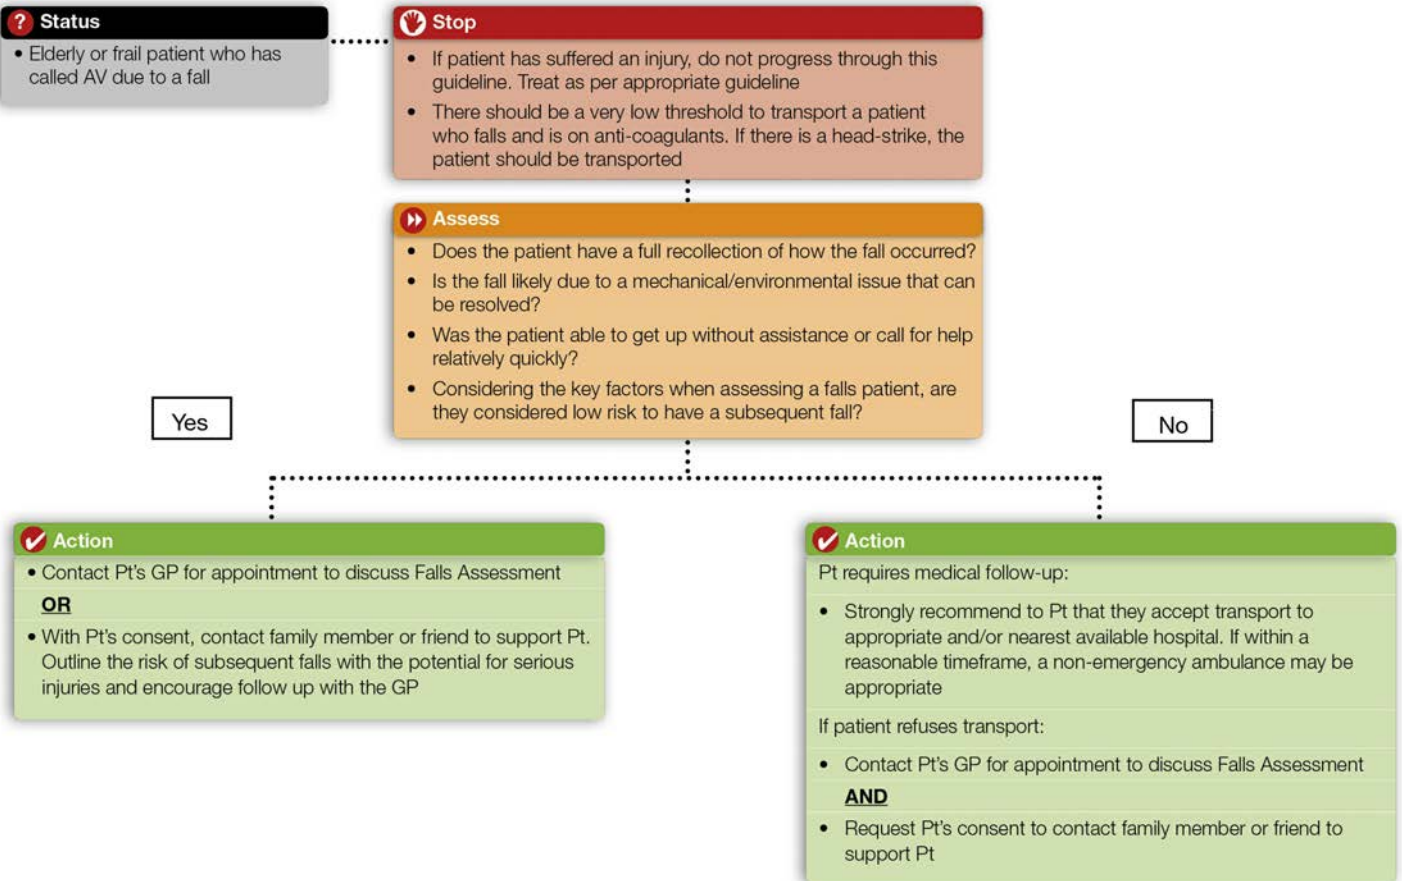 ? Status
• Elderly or frail patient who has
called AV due to a fall
Stop
• If patient has suffered an injury, do not progress through this
guideline. Treat as per appropriate guideline
• There should be a very low threshold to transport a patient
who falls and is on anti-coagulants. If there is a head-strike, the
patient should be transported
Assess
• Does the patient have a full recollection of how the fall occurred?
• Is the fall likely due to a mechanical/environmental issue that can
be resolved?
• Was the patient able to get up without assistance or call for help
relatively quickly?
• Considering the key factors when assessing a falls patient, are
they considered low risk to have a subsequent fall?
Yes
No
Action
• Contact Pt's GP for appointment to discuss Falls Assessment
OR
• With Pt's consent, contact family member or friend to support Pt.
Outline the risk of subsequent falls with the potential for serious
injuries and encourage follow up with the GP
Action
Pt requires medical follow-up:
• Strongly recommend to Pt that they accept transport to
appropriate and/or nearest available hospital. If within a
reasonable timeframe, a non-emergency ambulance may be
appropriate
If patient refuses transport:
• Contact Pt's GP for appointment to discuss Falls Assessment
AND
• Request Pt's consent to contact family member or friend to
support Pt